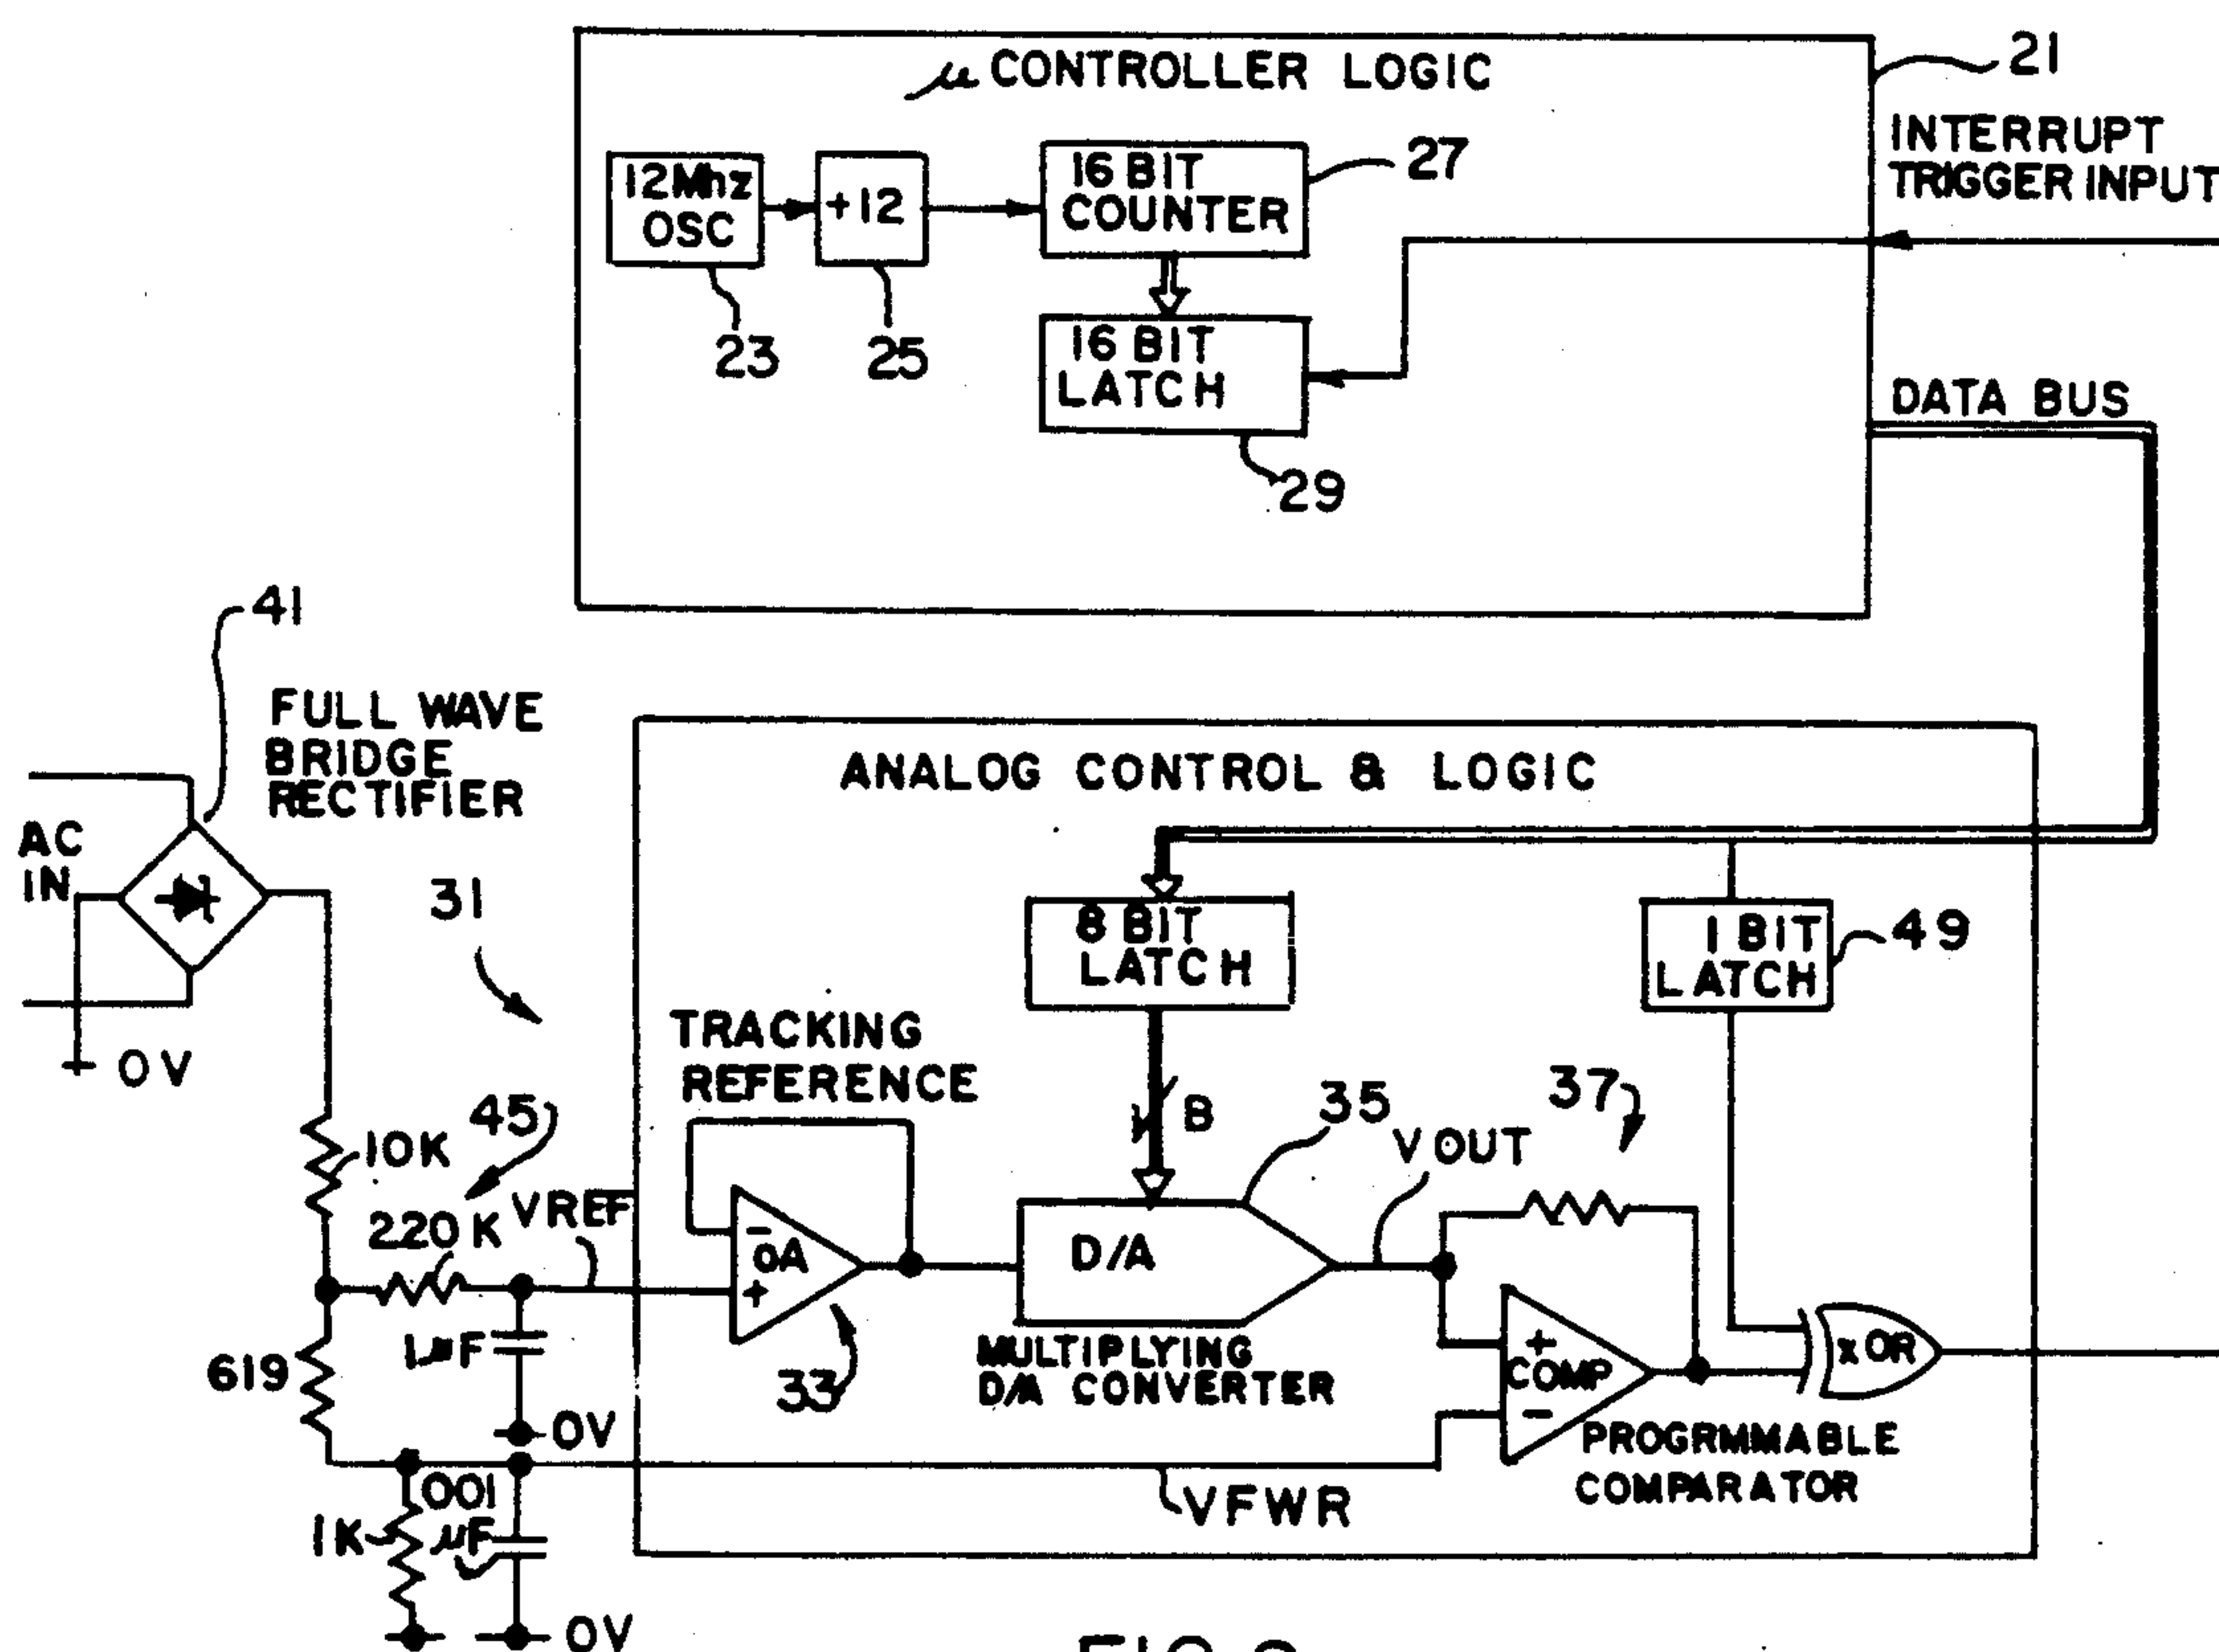 µ CONTROLLER LOGIC
21
INTERRUPT
TRIGGER INPUT
12Mhz
OSC
+12
16 BIT
COUNTER
27
23
25
16 BIT
LATCH
29
DATA BUS
41
FULL WAVE
BRIDGE
RECTIFIER
AC
IN
0V
31
ANALOG CONTROL & LOGIC
8 BIT
LATCH
1 BIT
LATCH
49
TRACKING
REFERENCE
B
35
37
VOUT
45
10K
220K
VREF
OA
-
+
33
D/A
MULTIPLYING
D/A CONVERTER
+
COMP
-
XOR
PROGRMMABLE
COMPARATOR
619
1µF
0V
VFWR
1K
.001
µF
0V